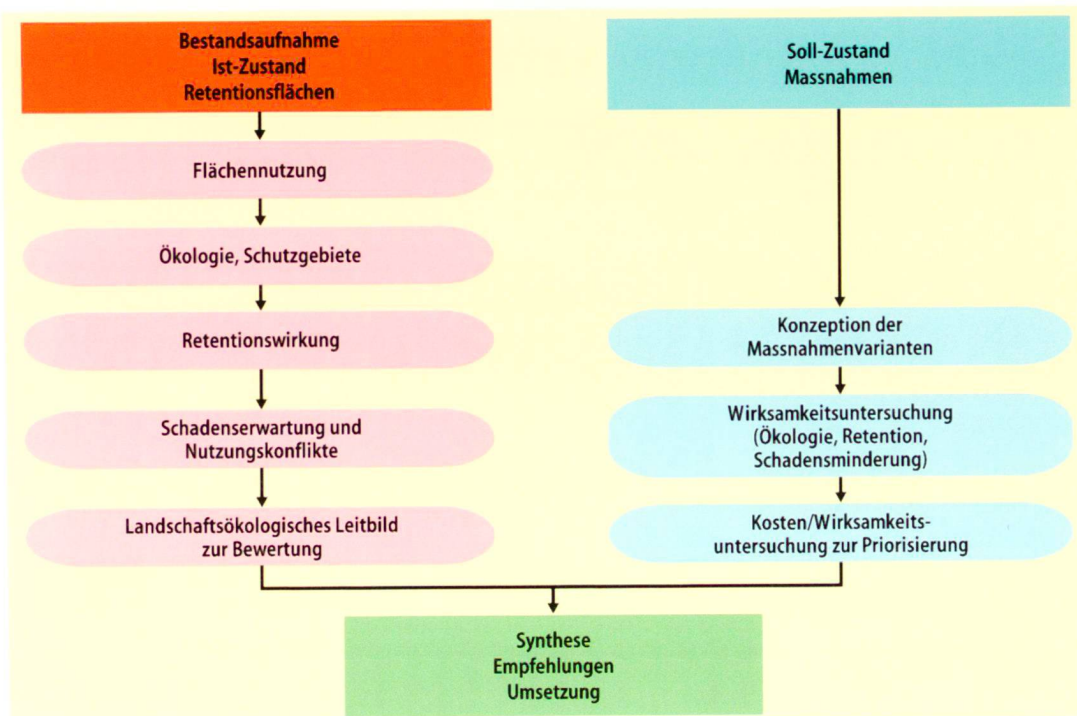 Bestandsaufnahme
Ist-Zustand
Retentionsflächen
Flächennutzung
Ökologie, Schutzgebiete
Retentionswirkung
Schadenserwartung und
Nutzungskonflikte
Landschaftsökologisches Leitbild
zur Bewertung
Soll-Zustand
Massnahmen
Konzeption der
Massnahmenvarianten
Wirksamkeitsuntersuchung
(Ökologie, Retention,
Schadensminderung)
Kosten/Wirksamkeits-
untersuchung zur Priorisierung
Synthese
Empfehlungen
Umsetzung